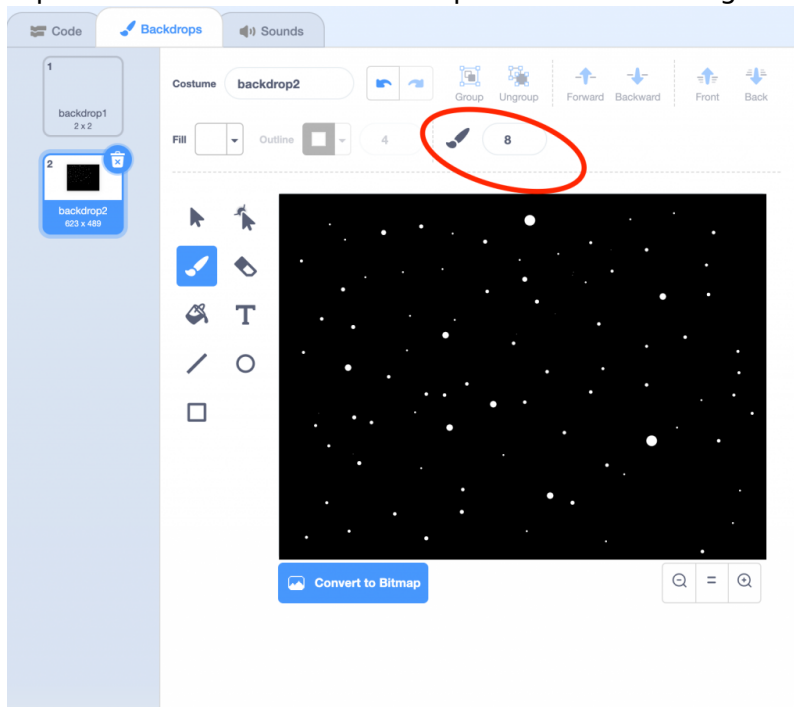 Code Backdrops Sounds
1
backdrop1
2 x 2
2
backdrop2
623 x 489
Costume backdrop2
Group Ungroup Forward Backward Front Back
Fill Outline 4 8
T
Convert to Bitmap
=